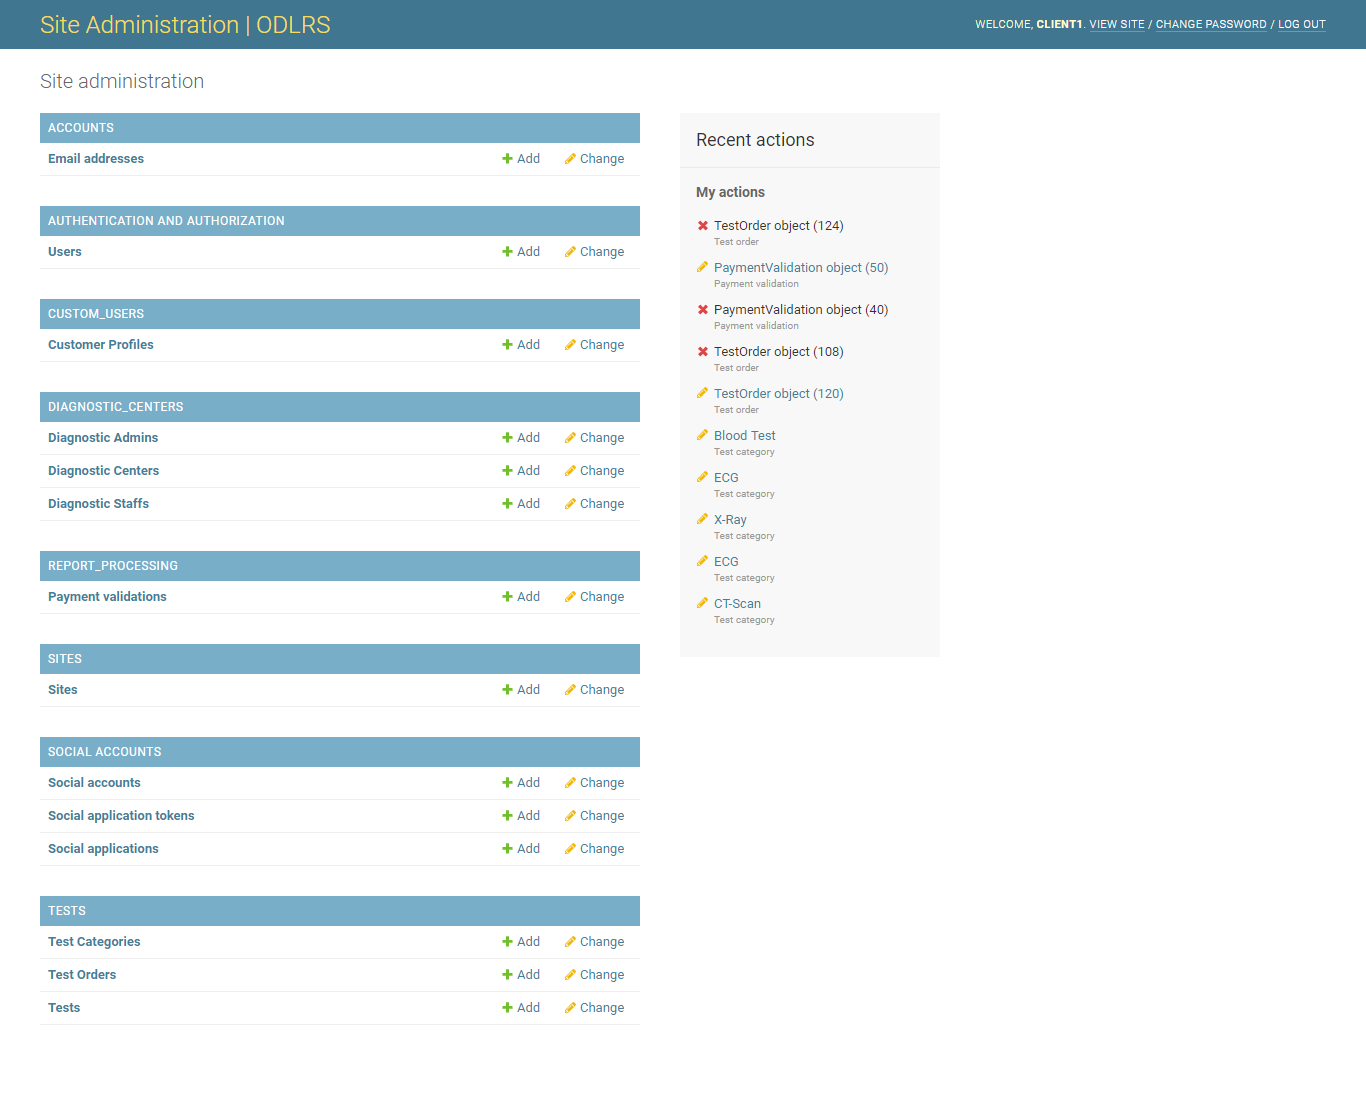 Site Administration | ODLRS
WELCOME, CLIENT1. VIEW SITE / CHANGE PASSWORD / LOG OUT
Site administration
ACCOUNTS
Email addresses Add Change
AUTHENTICATION AND AUTHORIZATION
Users Add Change
CUSTOM_USERS
Customer Profiles Add Change
DIAGNOSTIC_CENTERS
Diagnostic Admins Add Change
Diagnostic Centers Add Change
Diagnostic Staffs Add Change
REPORT_PROCESSING
Payment validations Add Change
SITES
Sites Add Change
SOCIAL ACCOUNTS
Social accounts Add Change
Social application tokens Add Change
Social applications Add Change
TESTS
Test Categories Add Change
Test Orders Add Change
Tests Add Change
Recent actions
My actions
TestOrder object (124)
Test order
PaymentValidation object (50)
Payment validation
PaymentValidation object (40)
Payment validation
TestOrder object (108)
Test order
TestOrder object (120)
Test order
Blood Test
Test category
ECG
Test category
X-Ray
Test category
ECG
Test category
CT-Scan
Test category